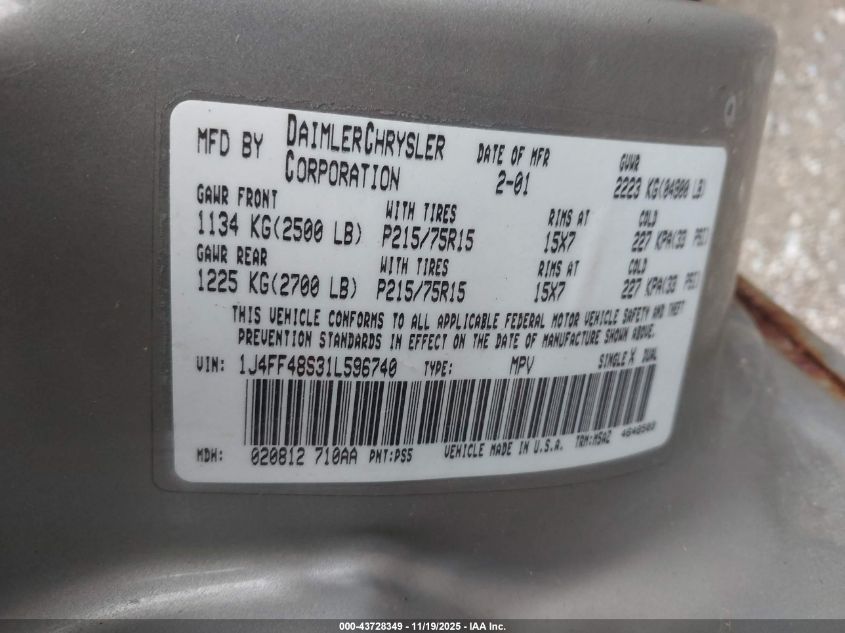 MFD BY DAIMLERCHRYSLER CORPORATION DATE OF MFR 2-01 GVWR 2223 KG(04900 LB)
GAWR FRONT WITH TIRES RIMS AT COLD
1134 KG(2500 LB) P215/75R15 15X7 227 KPA(33 PSI)
GAWR REAR WITH TIRES RIMS AT COLD
1225 KG(2700 LB) P215/75R15 15X7 227 KPA(33 PSI)
THIS VEHICLE CONFORMS TO ALL APPLICABLE FEDERAL MOTOR VEHICLE SAFETY AND THEFT
PREVENTION STANDARDS IN EFFECT ON THE DATE OF MANUFACTURE SHOWN ABOVE.
VIN: 1J4FF48S31L596740 TYPE: MPV SINGLE X DUAL
MDH: 020812 710AA PNT:PS5 VEHICLE MADE IN U.S.A. TRM:M5AZ 4648503
000-43728349 - 11/19/2025 - IAA Inc.